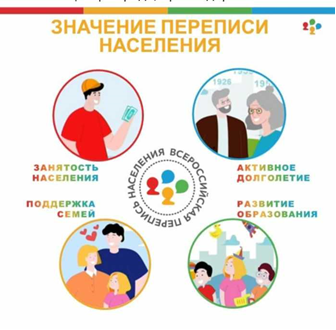 ЗНАЧЕНИЕ ПЕРЕПИСИ
НАСЕЛЕНИЯ
1926
ЗАНЯТОСТЬ
НАСЕЛЕНИЯ
АКТИВНОЕ
ДОЛГОЛЕТИЕ
ВСЕРОССИЙСКАЯ ПЕРЕПИСЬ НАСЕЛЕНИЯ
ПОДДЕРЖКА
СЕМЕЙ
РАЗВИТИЕ
ОБРАЗОВАНИЯ